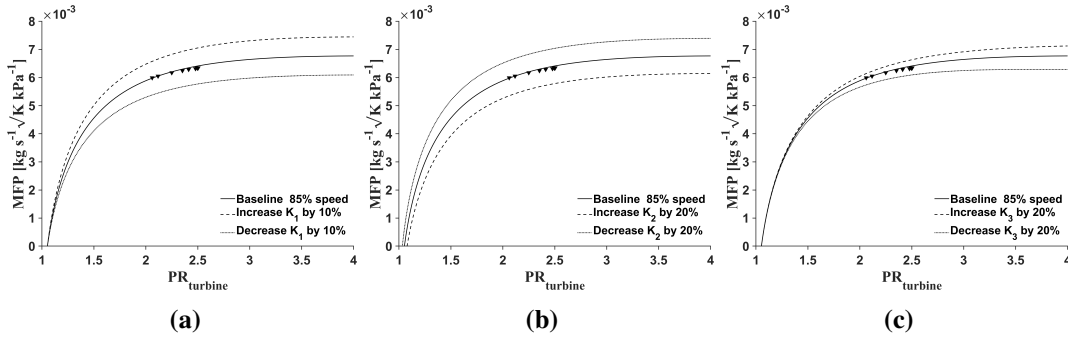 ×10⁻³
8
7
6
5
4
3
2
1
0
MFP [kg s⁻¹√K kPa⁻¹]
1 1.5 2 2.5 3 3.5 4
PR_turbine
Baseline 85% speed
Increase K₁ by 10%
Decrease K₁ by 10%
(a)
×10⁻³
8
7
6
5
4
3
2
1
0
MFP [kg s⁻¹√K kPa⁻¹]
1 1.5 2 2.5 3 3.5 4
PR_turbine
Baseline 85% speed
Increase K₂ by 20%
Decrease K₂ by 20%
(b)
×10⁻³
8
7
6
5
4
3
2
1
0
MFP [kg s⁻¹√K kPa⁻¹]
1 1.5 2 2.5 3 3.5 4
PR_turbine
Baseline 85% speed
Increase K₃ by 20%
Decrease K₃ by 20%
(c)